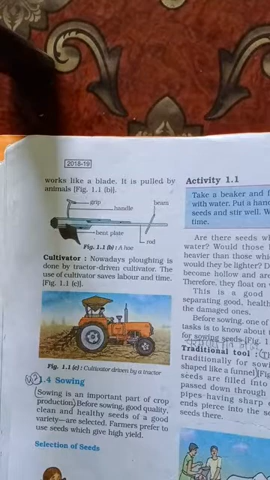 2018-19
works like a blade. It is pulled by
animals [Fig. 1.1 (b)].
grip
handle
beam
bent plate
rod
Fig. 1.1 (b) : A hoe
Cultivator : Nowadays ploughing is
done by tractor-driven cultivator. The
use of cultivator saves labour and time.
[Fig. 1.1 (c)].
Fig. 1.1 (c) : Cultivator driven by a tractor
1.4 Sowing
Sowing is an important part of crop
production. Before sowing, good quality,
clean and healthy seeds of a good
variety—are selected. Farmers prefer to
use seeds which give high yield.
Selection of Seeds
Activity 1.1
Take a beaker and
with water. Put a
seeds and stir well. W
time.
Are there seeds
water? Would those
heavier than those
would they be lighter?
become hollow and
Therefore, they float on
This is a good
separating good, health
the damaged ones.
Before sowing, one of
tasks is to know about
for sowing seeds [Fig. 1
Traditional tool :
traditionally for
shaped like a funnel
seeds are filled into
passed down through
pipes having sharp
ends pierce into the
seeds there.